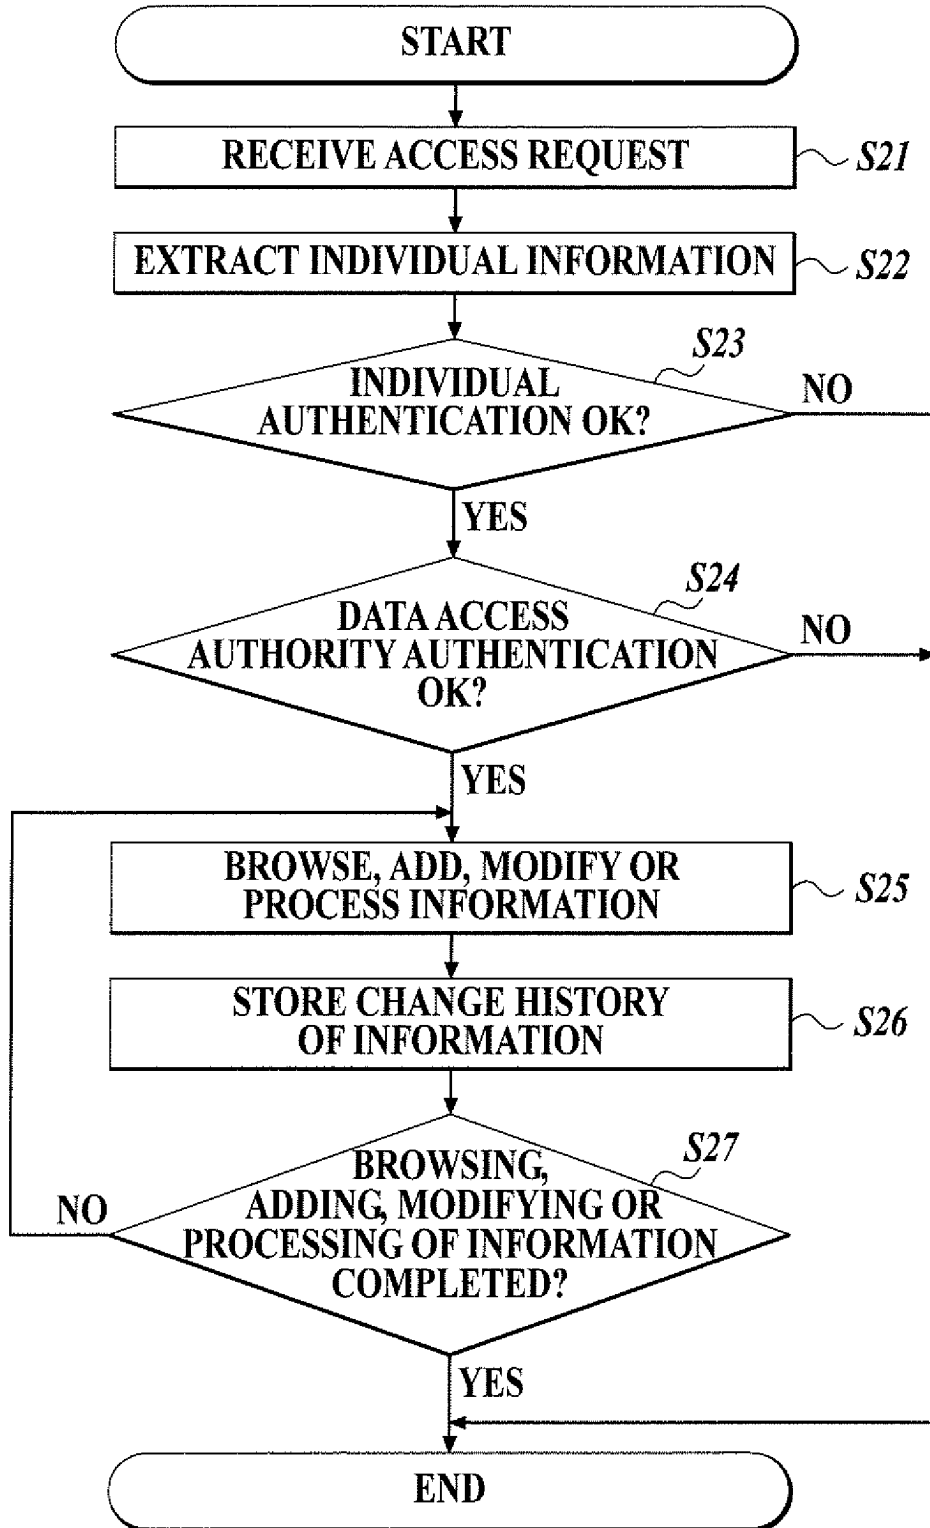 START
RECEIVE ACCESS REQUEST
S21
EXTRACT INDIVIDUAL INFORMATION
S22
S23
INDIVIDUAL
AUTHENTICATION OK?
NO
YES
S24
DATA ACCESS
AUTHORITY AUTHENTICATION
OK?
NO
YES
BROWSE, ADD, MODIFY OR
PROCESS INFORMATION
S25
STORE CHANGE HISTORY
OF INFORMATION
S26
S27
BROWSING,
ADDING, MODIFYING OR
PROCESSING OF INFORMATION
COMPLETED?
NO
YES
END